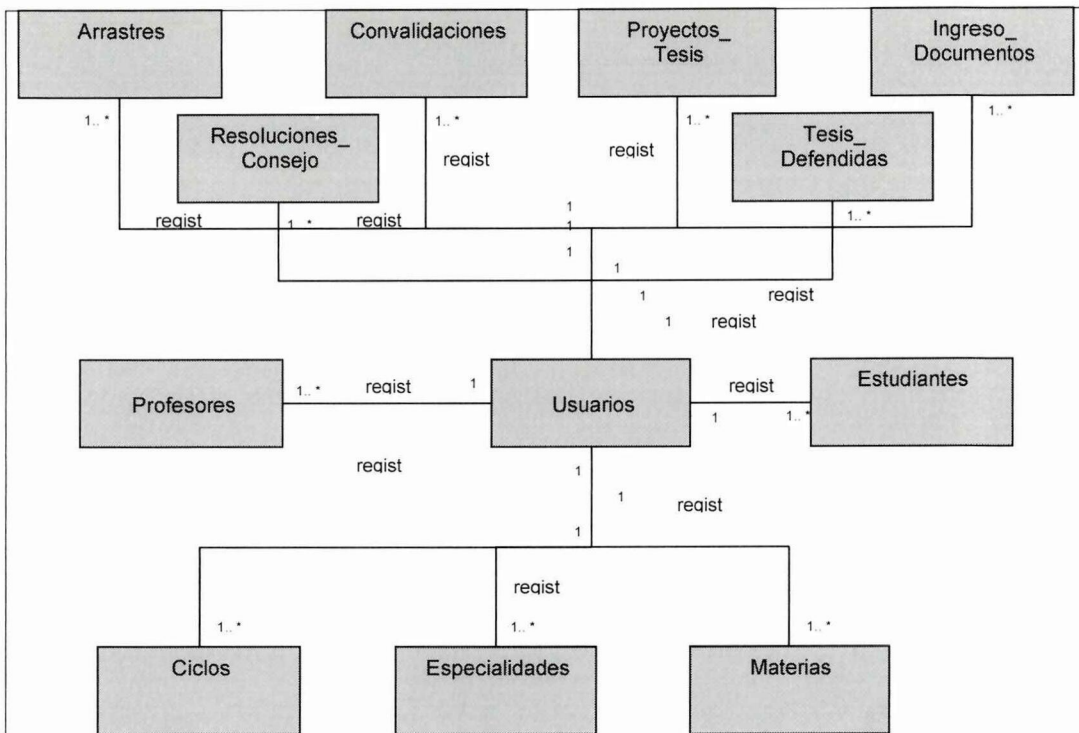 Arrastres
Convalidaciones
Proyectos_
Tesis
Ingreso_
Documentos
1.. *
1.. *
1.. *
1.. *
Resoluciones_
Consejo
Tesis_
Defendidas
regist
regist
regist
1.. *
regist
1
1
1.. *
1
1
1
regist
1
regist
Profesores
1.. *
regist
1
Usuarios
regist
1
1.. *
Estudiantes
regist
1
1
regist
1
regist
1.. *
1.. *
1.. *
Ciclos
Especialidades
Materias